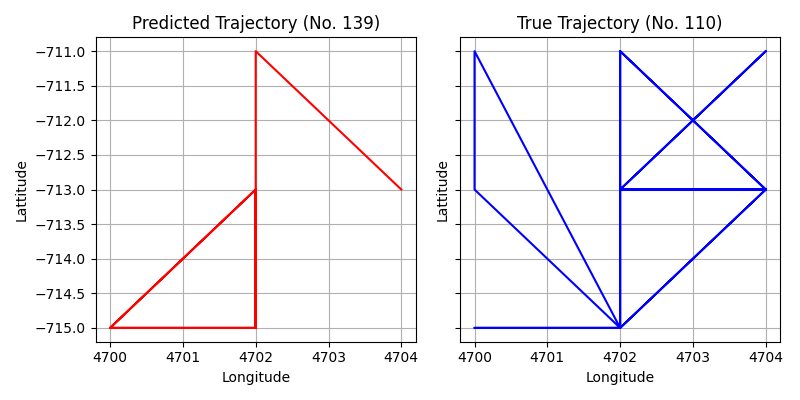 Predicted Trajectory (No. 139)
True Trajectory (No. 110)
Lattitude
−711.0
−711.5
−712.0
−712.5
−713.0
−713.5
−714.0
−714.5
−715.0
4700 4701 4702 4703 4704
Longitude
Lattitude
4700 4701 4702 4703 4704
Longitude